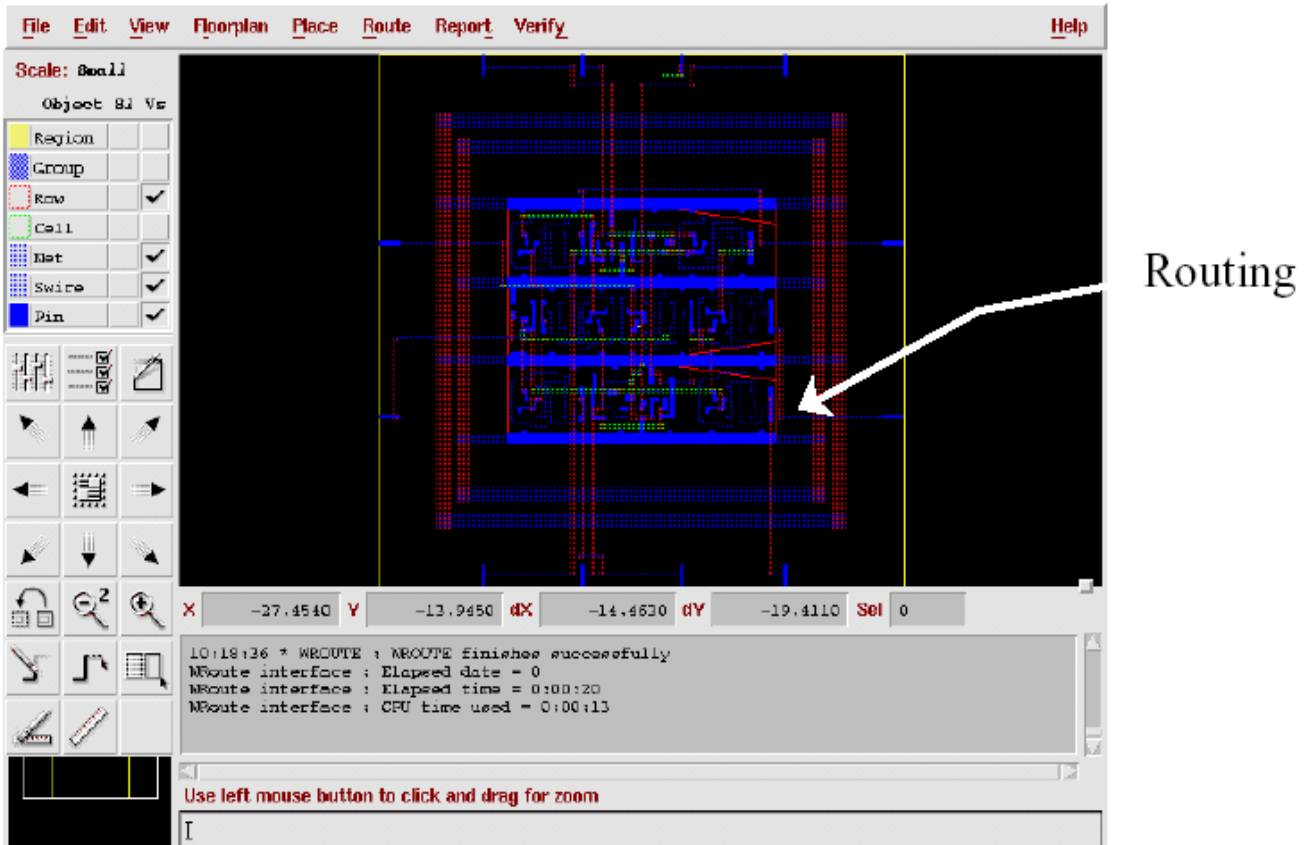 File Edit View Floorplan Place Route Report Verify Help
Scale: Small
Object Sl Vs
Region
Group
Row
Cell
Net
Swire
Pin
Routing
X -27.4540 Y -13.9450 dX -14.4630 dY -19.4110 Sel 0
10:18:36 * WROUTE : WROUTE finishes successfully
WRoute interface : Elapsed date = 0
WRoute interface : Elapsed time = 0:00:20
WRoute interface : CPU time used = 0:00:13
Use left mouse button to click and drag for zoom